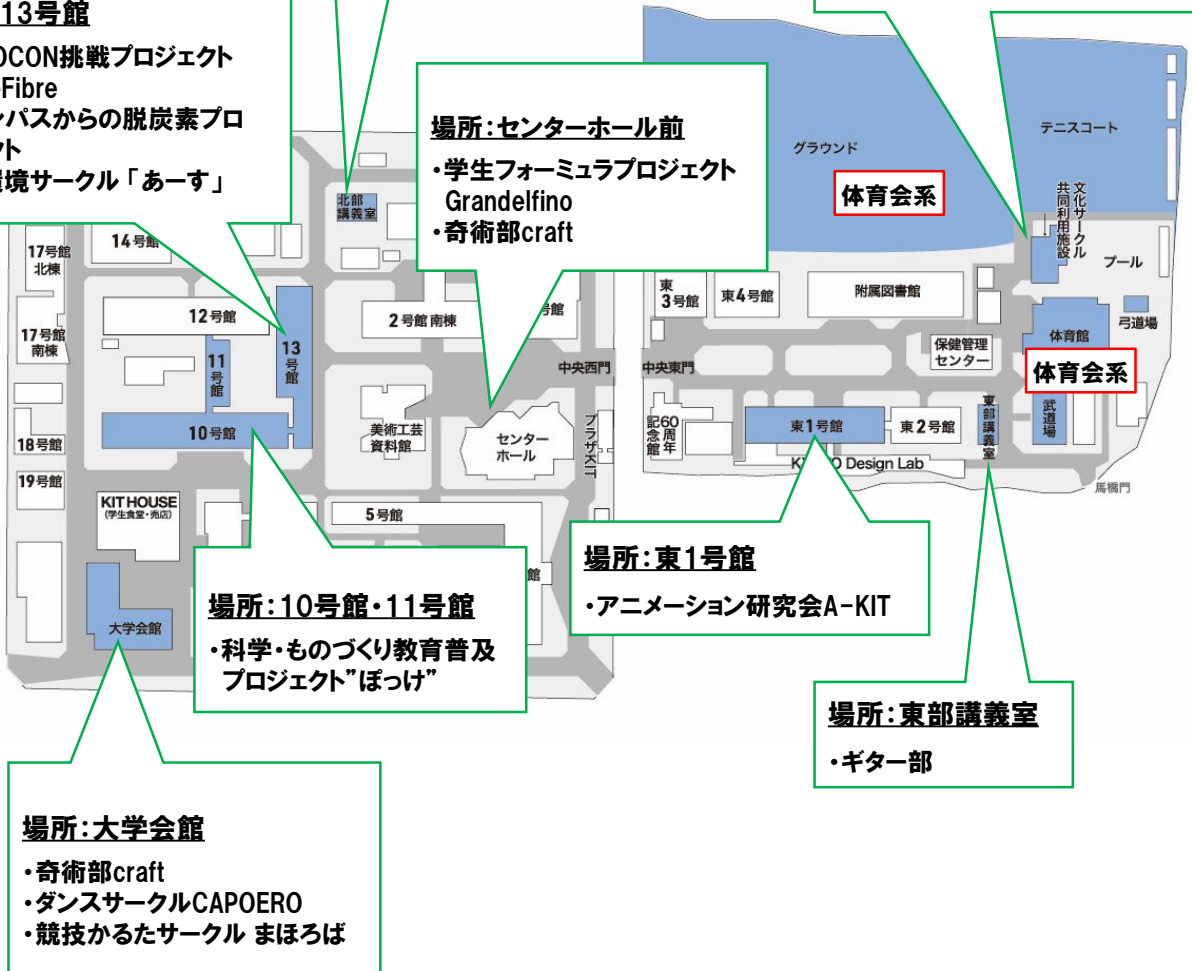 13号館
OCON挑戦プロジェクト
Fibre
ンパスからの脱炭素プロ
クト
環境サークル「あーす」
場所:センターホール前
・学生フォーミュラプロジェクト
Grandelfino
・奇術部craft
グラウンド
体育会系
テニスコート
文化サークル
共同利用施設
プール
弓道場
体育館
体育会系
武道場
北部
講義室
14号館
17号館
北棟
17号館
南棟
12号館
11号館
13号館
10号館
2号館南棟
号館
中央西門
中央東門
東
3号館
東4号館
附属図書館
保健管理
センター
18号館
19号館
美術工芸
資料館
センター
ホール
プラザKIT
60周年
記念館
東1号館
東2号館
東部講義室
Design Lab
馬橋門
KIT HOUSE
(学生食堂・売店)
5号館
館
大学会館
場所:10号館・11号館
・科学・ものづくり教育普及
プロジェクト”ぽっけ”
場所:東1号館
・アニメーション研究会A-KIT
場所:東部講義室
・ギター部
場所:大学会館
・奇術部craft
・ダンスサークルCAPOERO
・競技かるたサークル まほろば